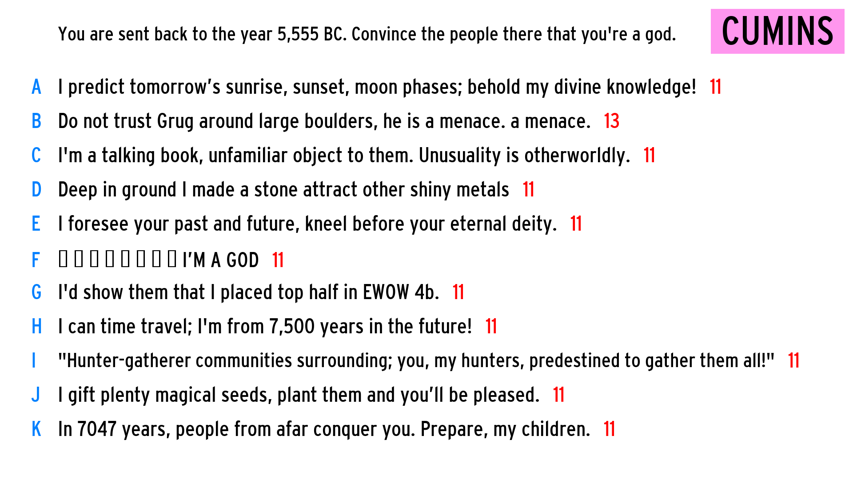 You are sent back to the year 5,555 BC. Convince the people there that you're a god.
CUMINS
A I predict tomorrow's sunrise, sunset, moon phases; behold my divine knowledge! 11
B Do not trust Grug around large boulders, he is a menace. a menace. 13
C I'm a talking book, unfamiliar object to them. Unusuality is otherworldly. 11
D Deep in ground I made a stone attract other shiny metals 11
E I foresee your past and future, kneel before your eternal deity. 11
F I'M A GOD 11
G I'd show them that I placed top half in EWOW 4b. 11
H I can time travel; I'm from 7,500 years in the future! 11
I "Hunter-gatherer communities surrounding; you, my hunters, predestined to gather them all!" 11
J I gift plenty magical seeds, plant them and you’ll be pleased. 11
K In 7047 years, people from afar conquer you. Prepare, my children. 11